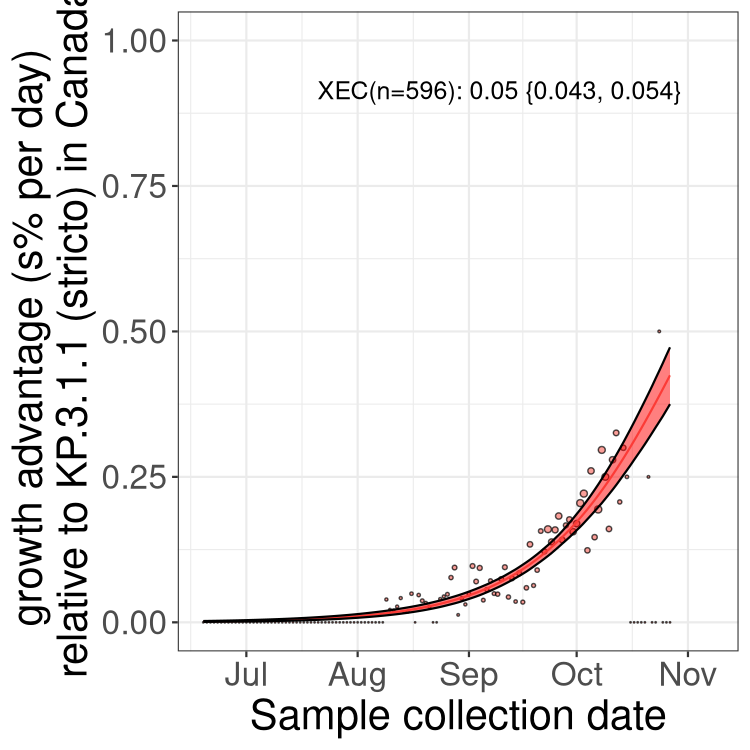 growth advantage (s% per day)
relative to KP.3.1.1 (stricto) in Canada
1.00
XEC(n=596): 0.05 {0.043, 0.054}
0.75
0.50
0.25
0.00
Jul Aug Sep Oct Nov
Sample collection date